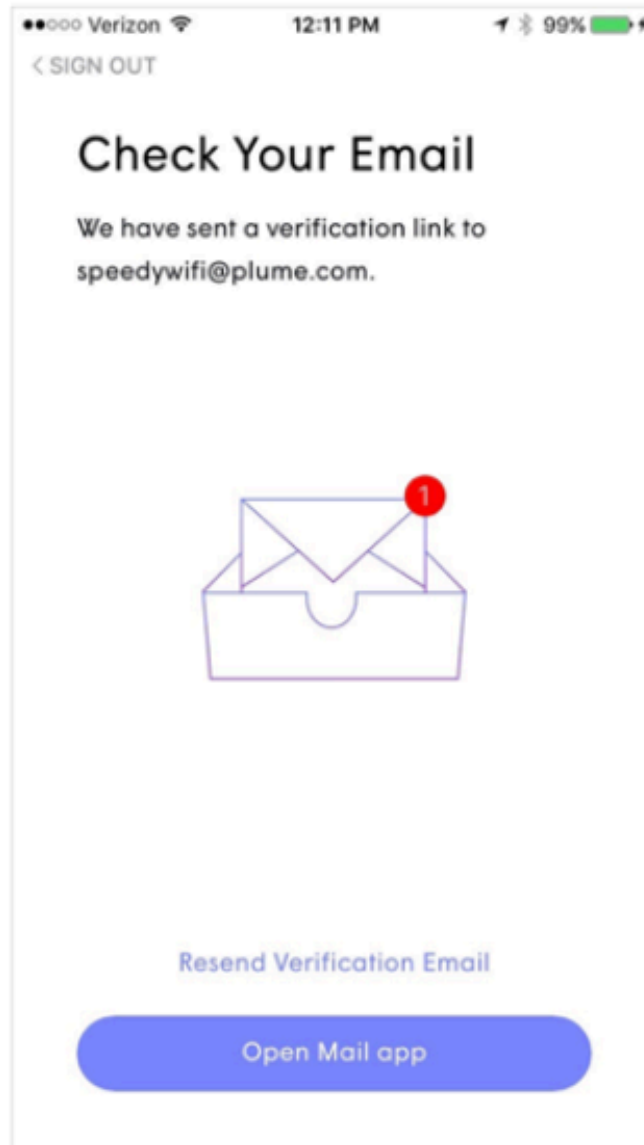 Verizon 12:11 PM 99%
< SIGN OUT
Check Your Email
We have sent a verification link to
speedywifi@plume.com.
1
Resend Verification Email
Open Mail app